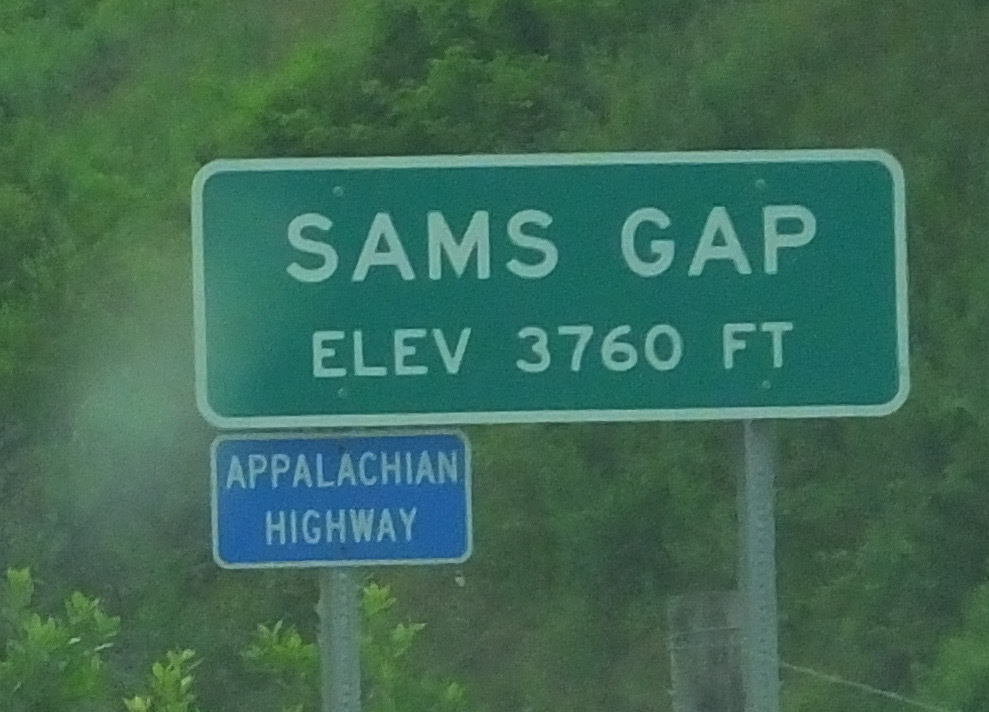 SAMS GAP
ELEV 3760 FT
APPALACHIAN
HIGHWAY